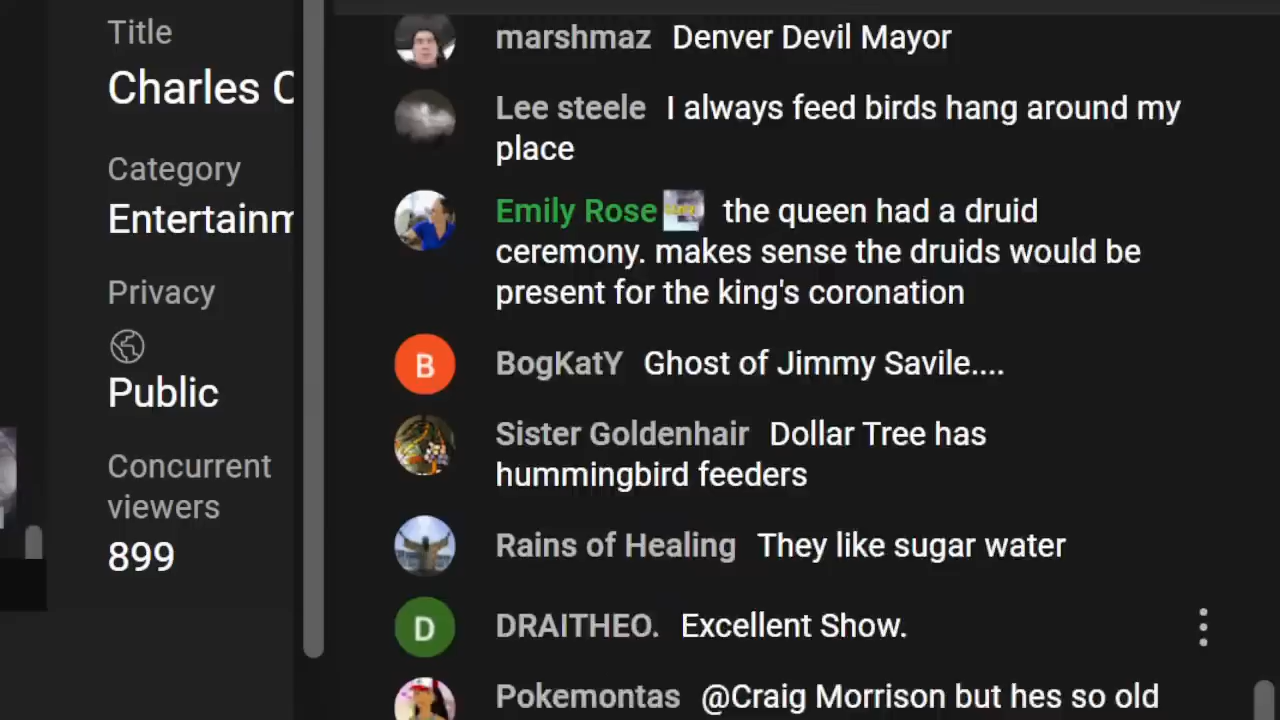 Title
Charles C
Category
Entertainm
Privacy
Public
Concurrent
viewers
899
marshmaz Denver Devil Mayor
Lee steele I always feed birds hang around my
place
Emily Rose the queen had a druid
ceremony. makes sense the druids would be
present for the king's coronation
B
BogKatY Ghost of Jimmy Savile....
Sister Goldenhair Dollar Tree has
hummingbird feeders
Rains of Healing They like sugar water
D
DRAITHEO. Excellent Show.
Pokemontas @Craig Morrison but hes so old